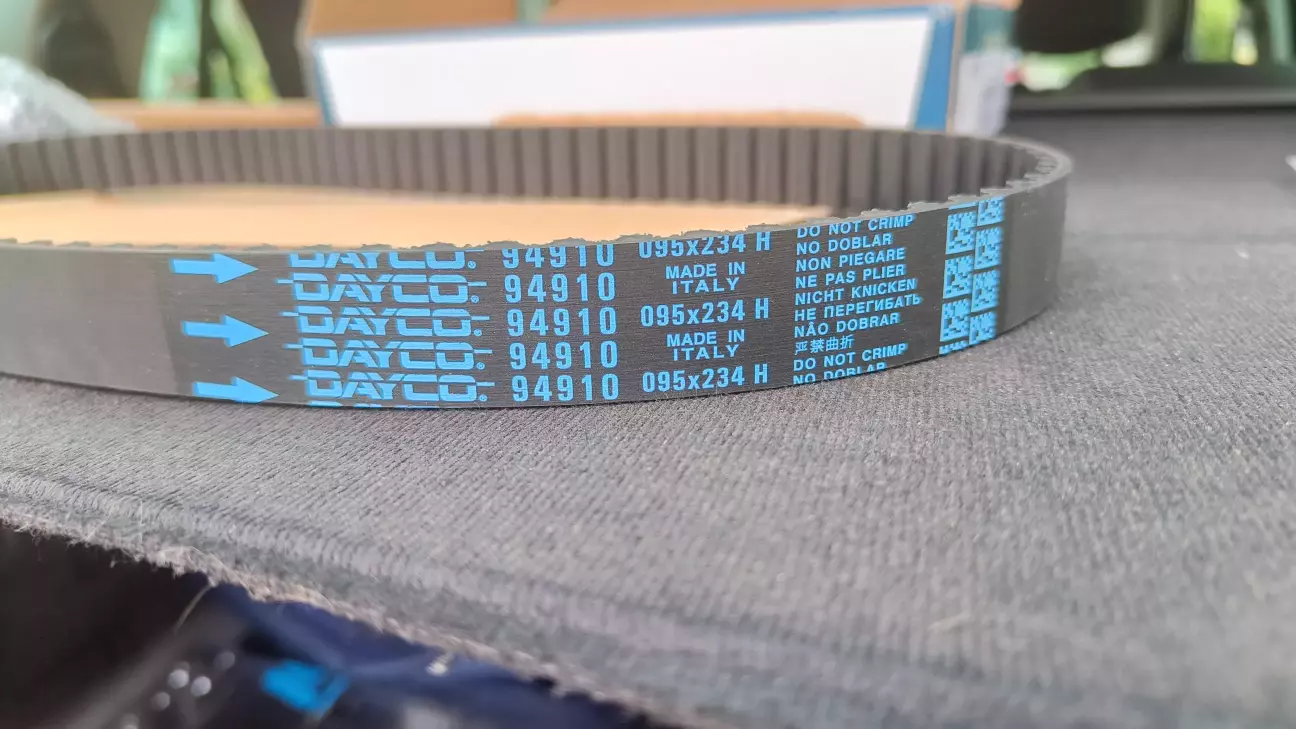 DAYCO® 94910 095x234 H
DAYCO® 94910
DAYCO® 94910 095x234 H
DAYCO® 94910
DAYCO® 94910 095x234 H
MADE IN
ITALY
MADE IN
ITALY
DO NOT CRIMP
NO DOBLAR
NON PIEGARE
NE PAS PLIER
NICHT KNICKEN
НЕ ПЕРЕГИБАТЬ
NÃO DOBRAR
严禁曲折
DO NOT CRIMP
NO DOBLAR